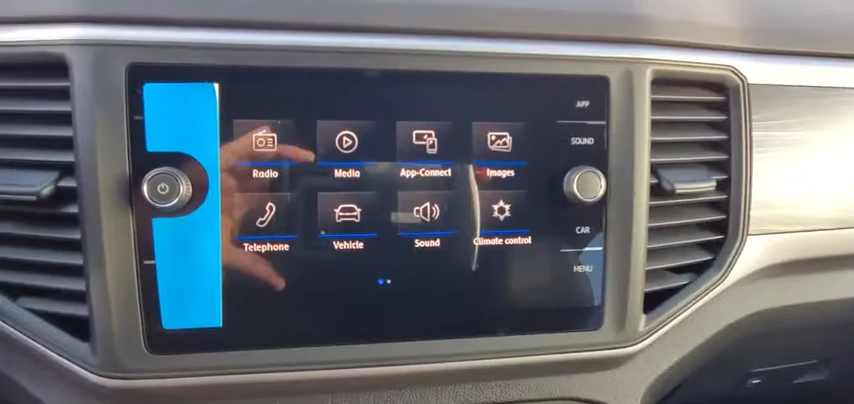 APP
SOUND
Radio
Media
App-Connect
Images
Telephone
Vehicle
Sound
Climate control
CAR
MENU